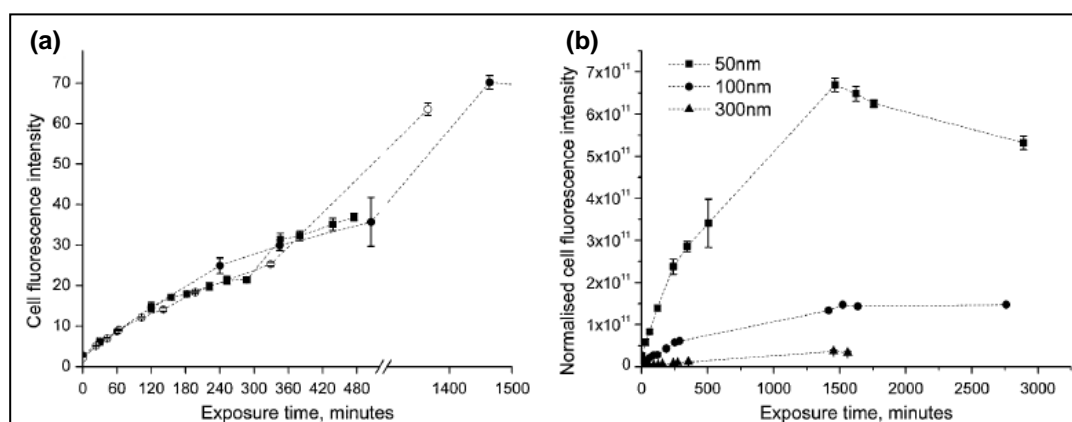 (a)
Cell fluorescence intensity
70
60
50
40
30
20
10
0
0 60 120 180 240 300 360 420 480 1400 1500
Exposure time, minutes
(b)
Normalised cell fluorescence intensity
7x10¹¹
6x10¹¹
5x10¹¹
4x10¹¹
3x10¹¹
2x10¹¹
1x10¹¹
0
50nm
100nm
300nm
0 500 1000 1500 2000 2500 3000
Exposure time, minutes